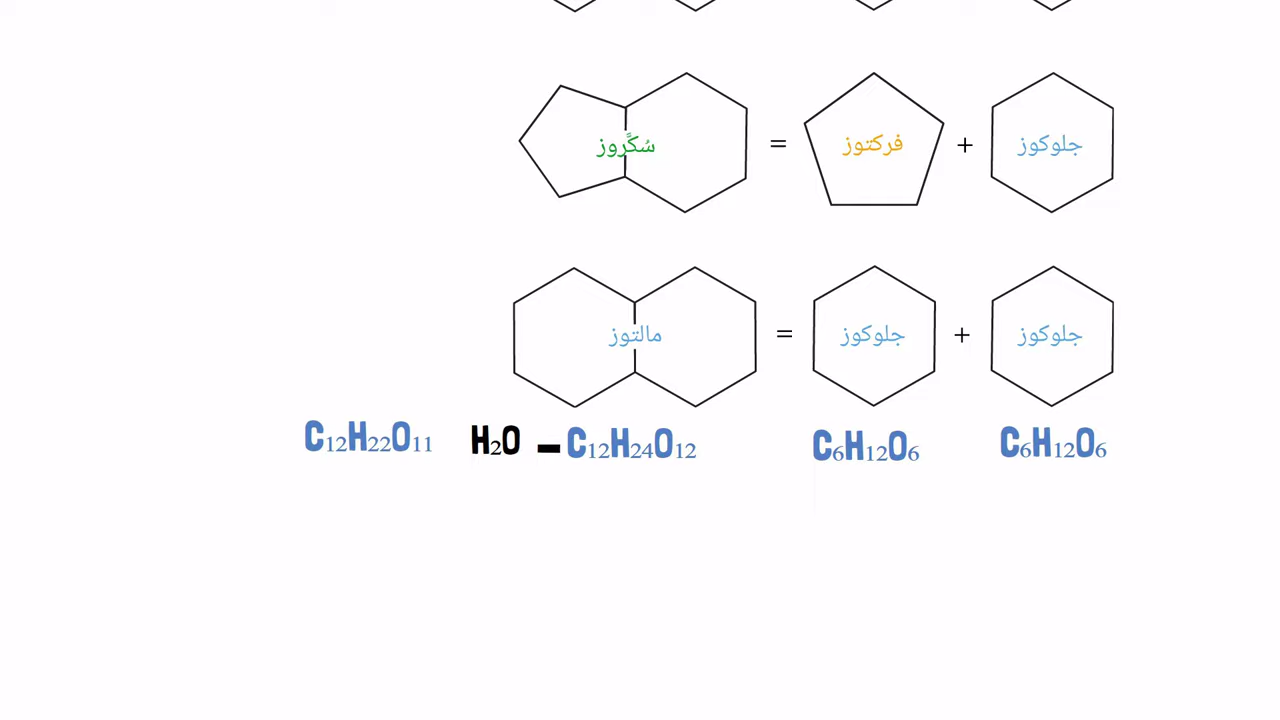 جلوكوز + فركتوز = سُكَّروز
جلوكوز + جلوكوز = مالتوز
C₆H₁₂O₆ C₆H₁₂O₆ C₁₂H₂₄O₁₂ - H₂O C₁₂H₂₂O₁₁